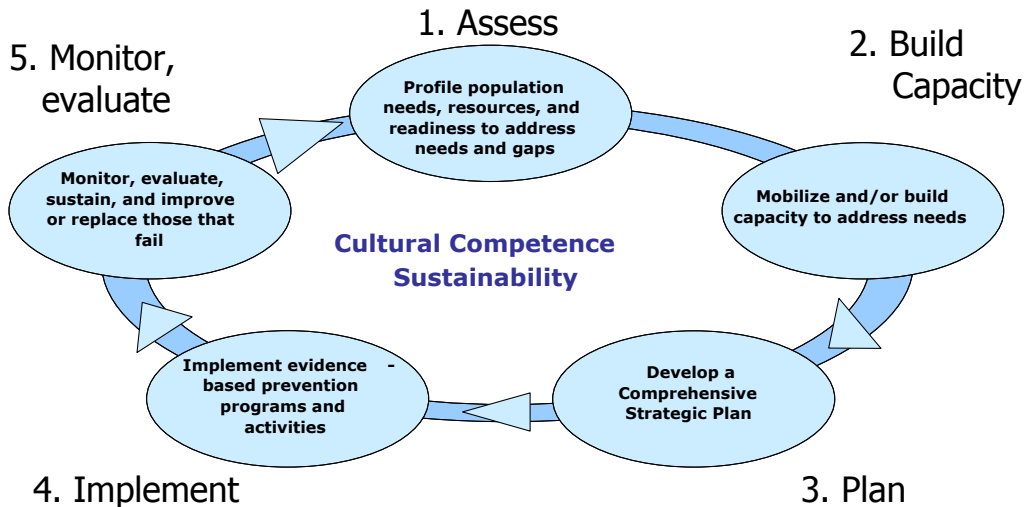 1. Assess
Profile population
needs, resources, and
readiness to address
needs and gaps
2. Build
Capacity
Mobilize and/or build
capacity to address needs
3. Plan
Develop a
Comprehensive
Strategic Plan
4. Implement
Implement evidence -
based prevention
programs and
activities
5. Monitor,
evaluate
Monitor, evaluate,
sustain, and improve
or replace those that
fail
Cultural Competence
Sustainability